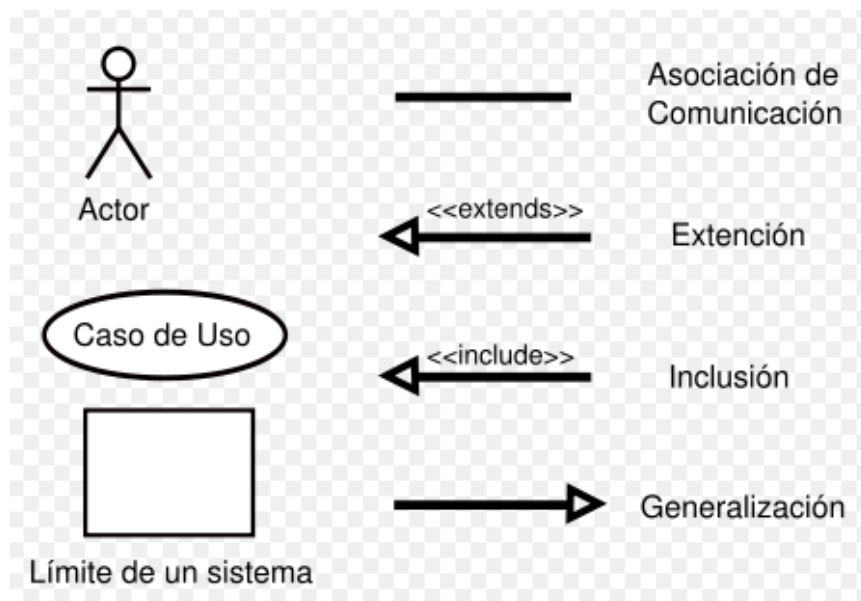 Actor
Caso de Uso
Límite de un sistema
Asociación de
Comunicación
<<extends>>
Extención
<<include>>
Inclusión
Generalización